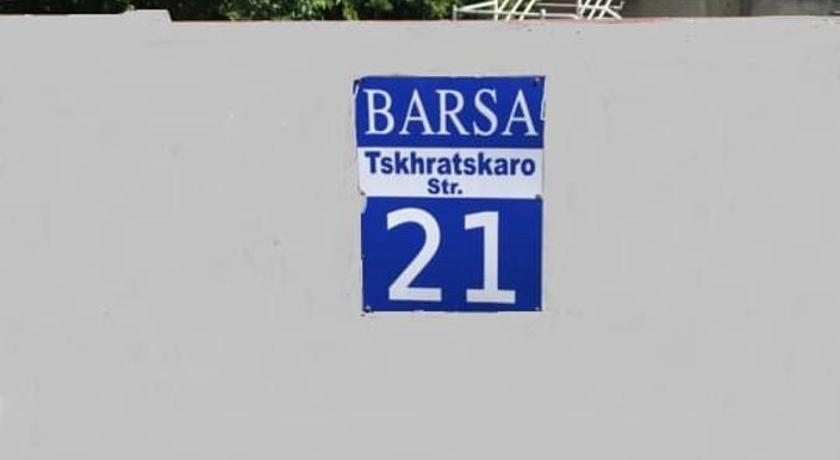 BARSA
Tskhratskaro
Str.
21